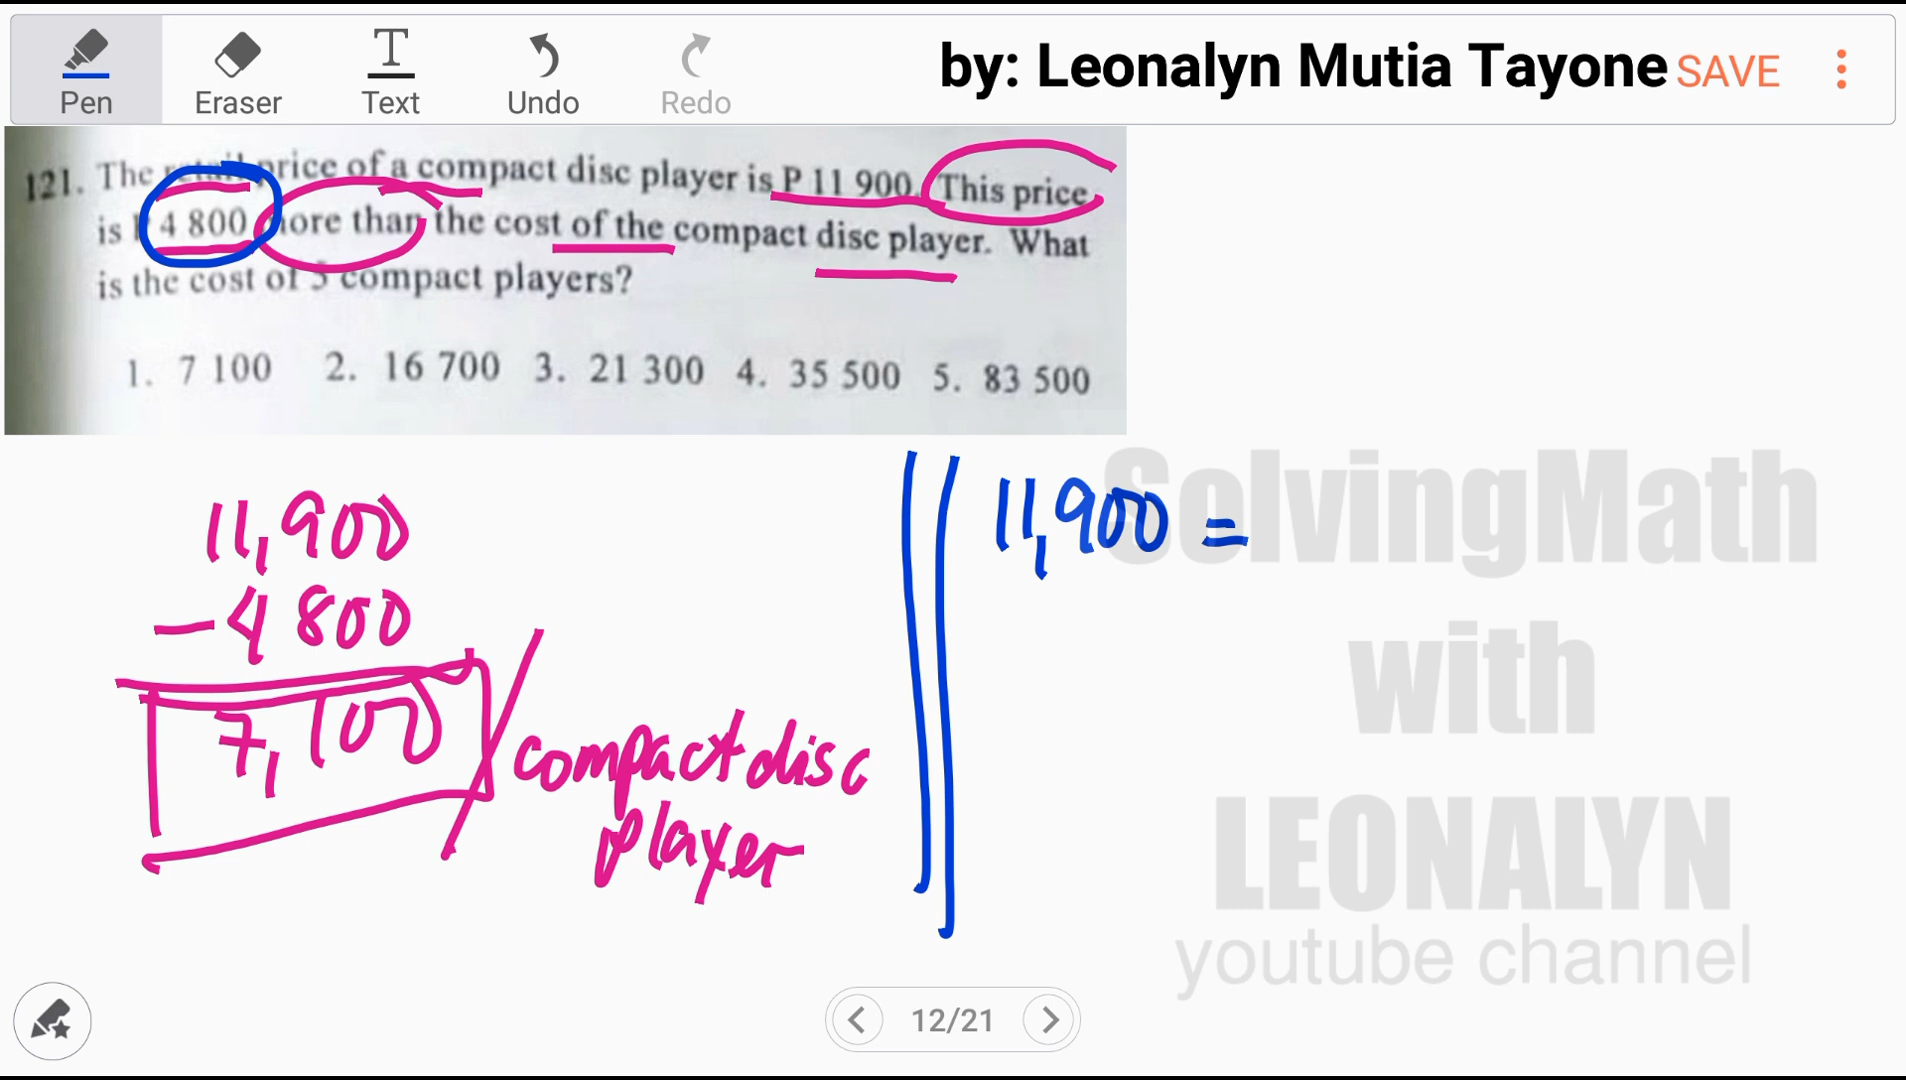 Pen
Eraser
Text
Undo
Redo
by: Leonalyn Mutia Tayone
SAVE
121. The retail price of a compact disc player is P 11 900. This price
is P 4 800 more than the cost of the compact disc player. What
is the cost of 5 compact players?
1. 7 100 2. 16 700 3. 21 300 4. 35 500 5. 83 500
11,900
- 4 800
7,100 / compact disc
player
11,900 =
SolvingMath
with
LEONALYN
youtube channel
12/21